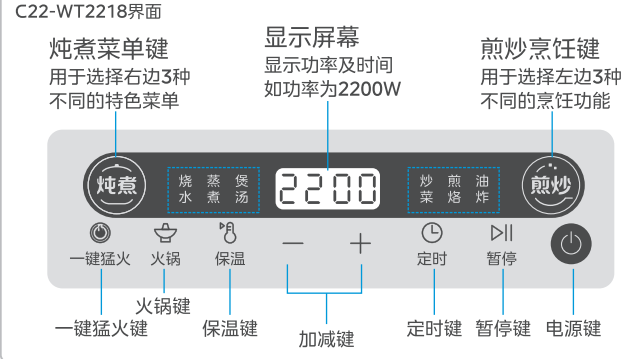 C22-WT2218界面
炖煮菜单键
用于选择右边3种
不同的特色菜单
显示屏幕
显示功率及时间
如功率为2200W
煎炒烹饪键
用于选择左边3种
不同的烹饪功能
炖煮
烧水
蒸煮
煲汤
2200
炒菜
煎烙
油炸
煎炒
一键猛火
火锅
保温
定时
暂停
一键猛火键
火锅键
保温键
加减键
定时键
暂停键
电源键